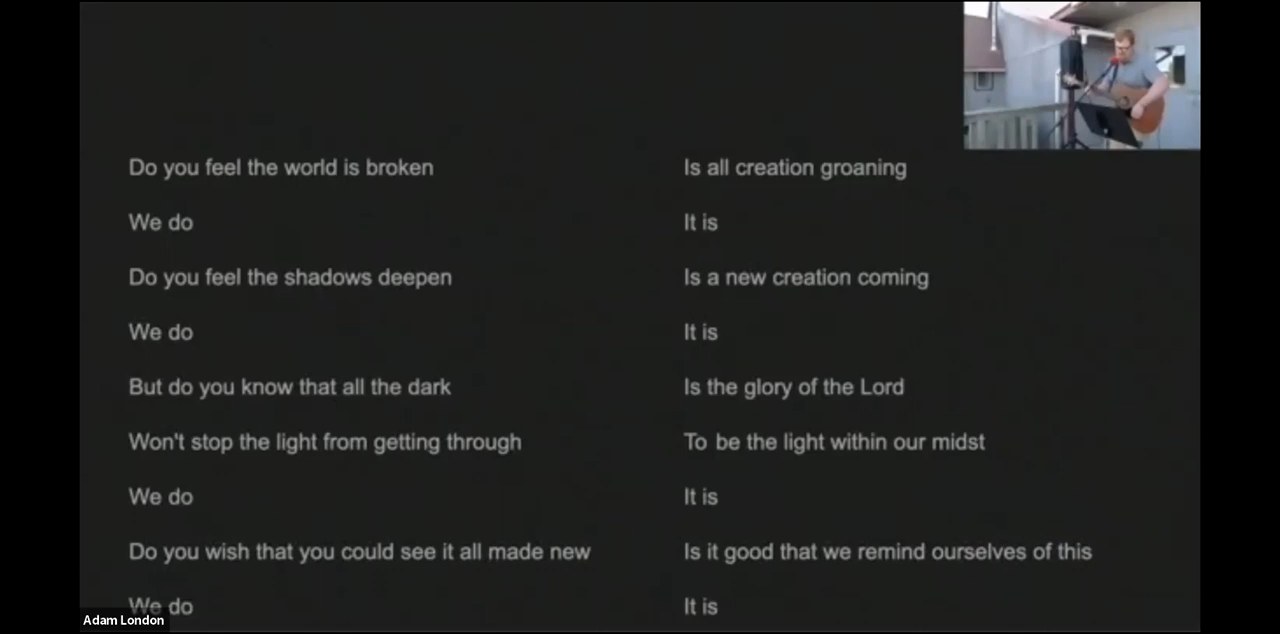 Do you feel the world is broken
We do
Do you feel the shadows deepen
We do
But do you know that all the dark
Won't stop the light from getting through
We do
Do you wish that you could see it all made new
We do
Is all creation groaning
It is
Is a new creation coming
It is
Is the glory of the Lord
To be the light within our midst
It is
Is it good that we remind ourselves of this
It is
Adam London